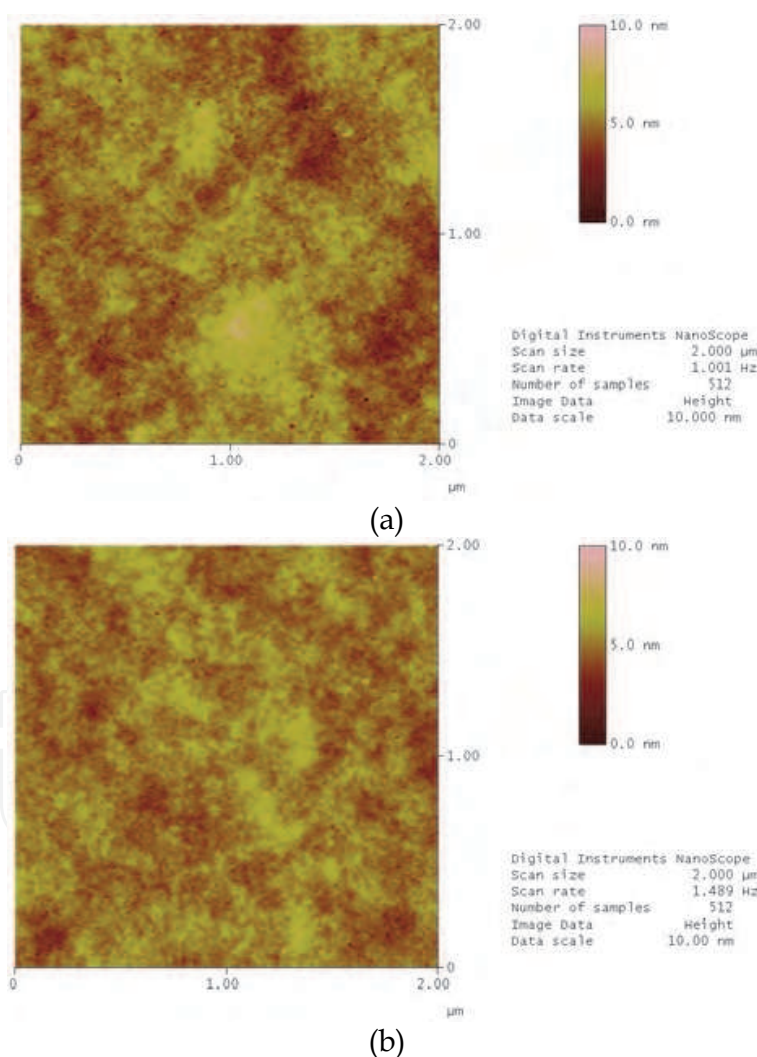 2.00
10.0 nm
5.0 nm
1.00
0.0 nm
Digital Instruments NanoScope
Scan size 2.000 µm
Scan rate 1.001 Hz
Number of samples 512
Image Data Height
Data scale 10.000 nm
0
0 1.00 2.00
µm
(a)
2.00
10.0 nm
5.0 nm
1.00
0.0 nm
Digital Instruments NanoScope
Scan size 2.000 µm
Scan rate 1.489 Hz
Number of samples 512
Image Data Height
Data scale 10.00 nm
0
0 1.00 2.00
µm
(b)